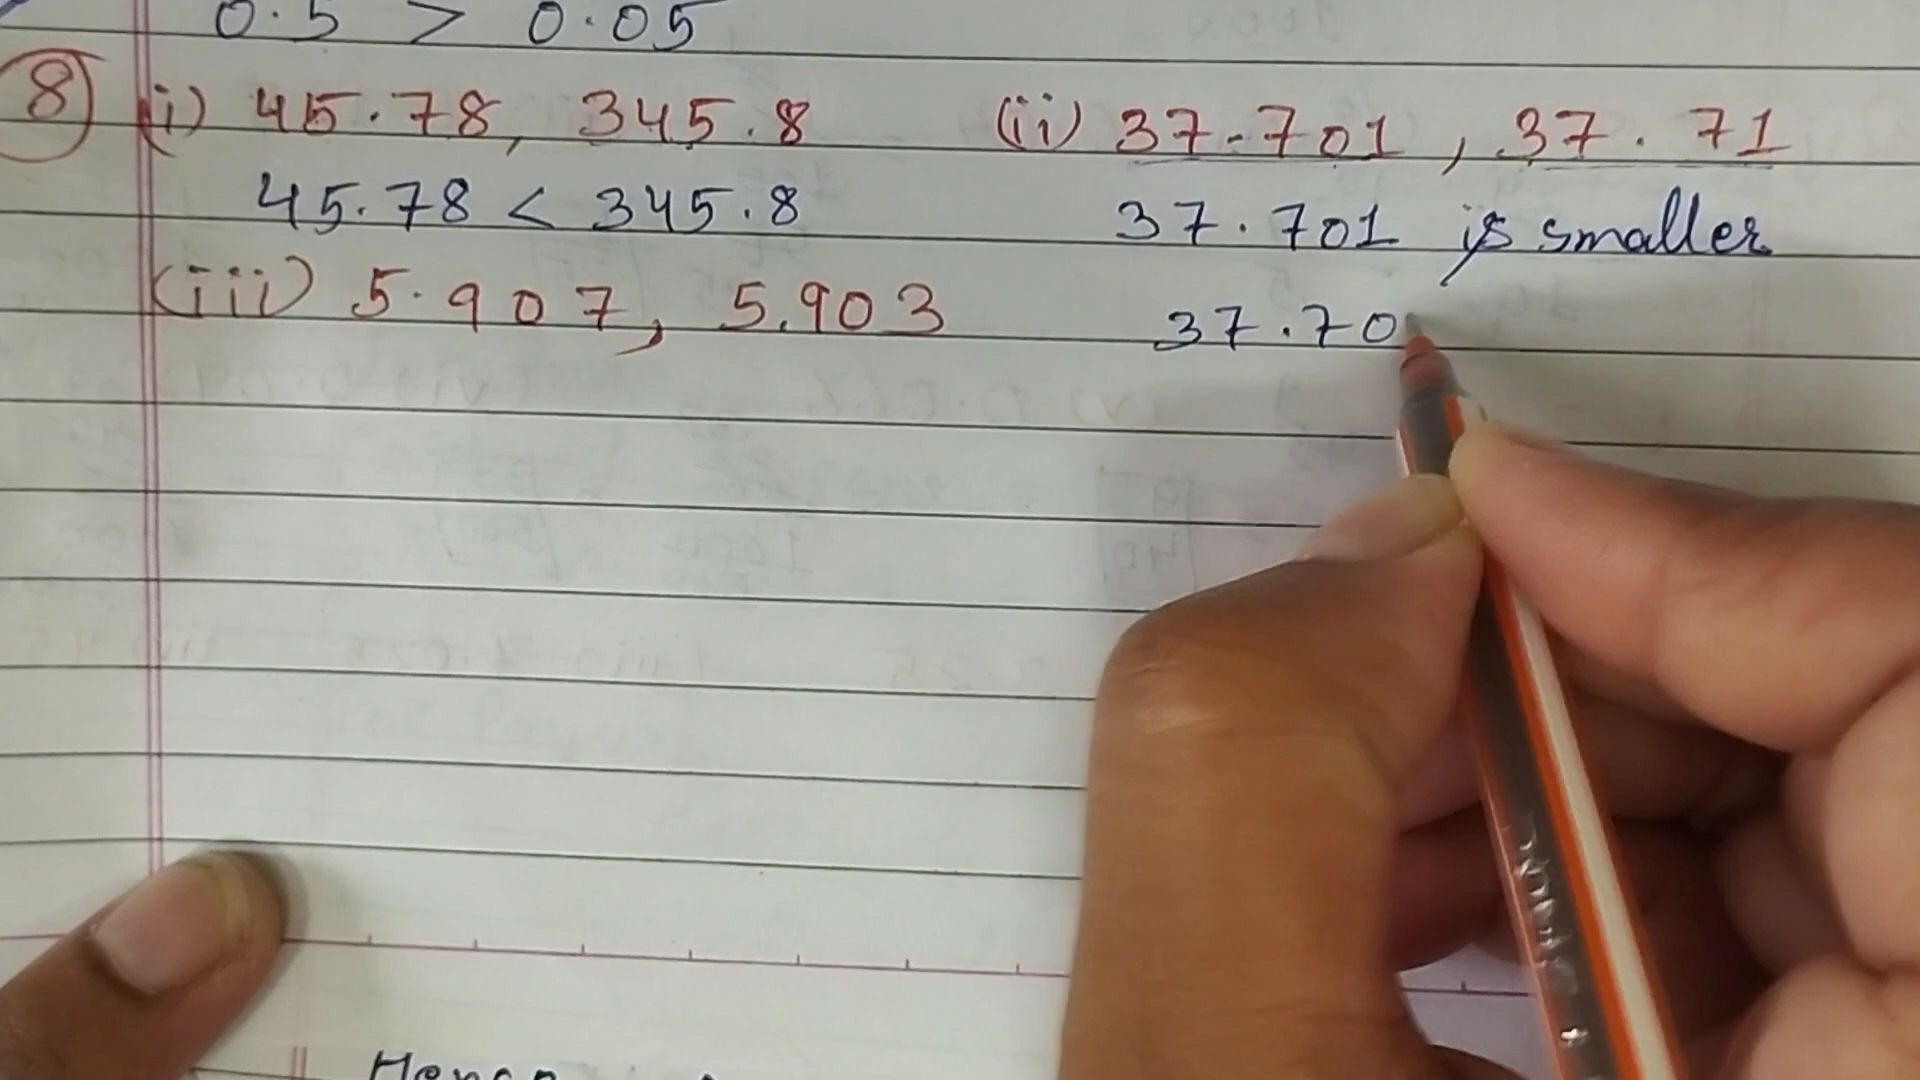 0.5 > 0.05
8 (i) 45.78, 345.8 (ii) 37.701, 37.71
45.78 < 345.8 37.701 is smaller
(iii) 5.907, 5.903 37.70
Hence